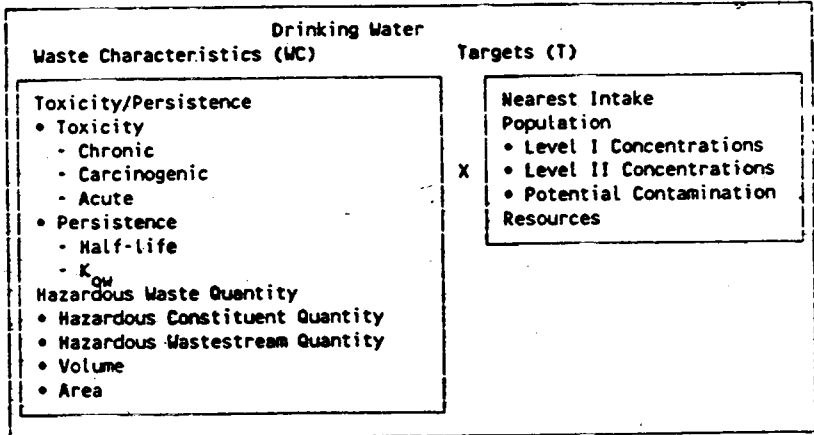 Drinking Water
Waste Characteristics (WC)
Targets (T)
Toxicity/Persistence
• Toxicity
- Chronic
- Carcinogenic
- Acute
• Persistence
- Half-life
- Kow
Hazardous Waste Quantity
• Hazardous Constituent Quantity
• Hazardous Wastestream Quantity
• Volume
• Area
X
Nearest Intake
Population
• Level I Concentrations
• Level II Concentrations
• Potential Contamination
Resources